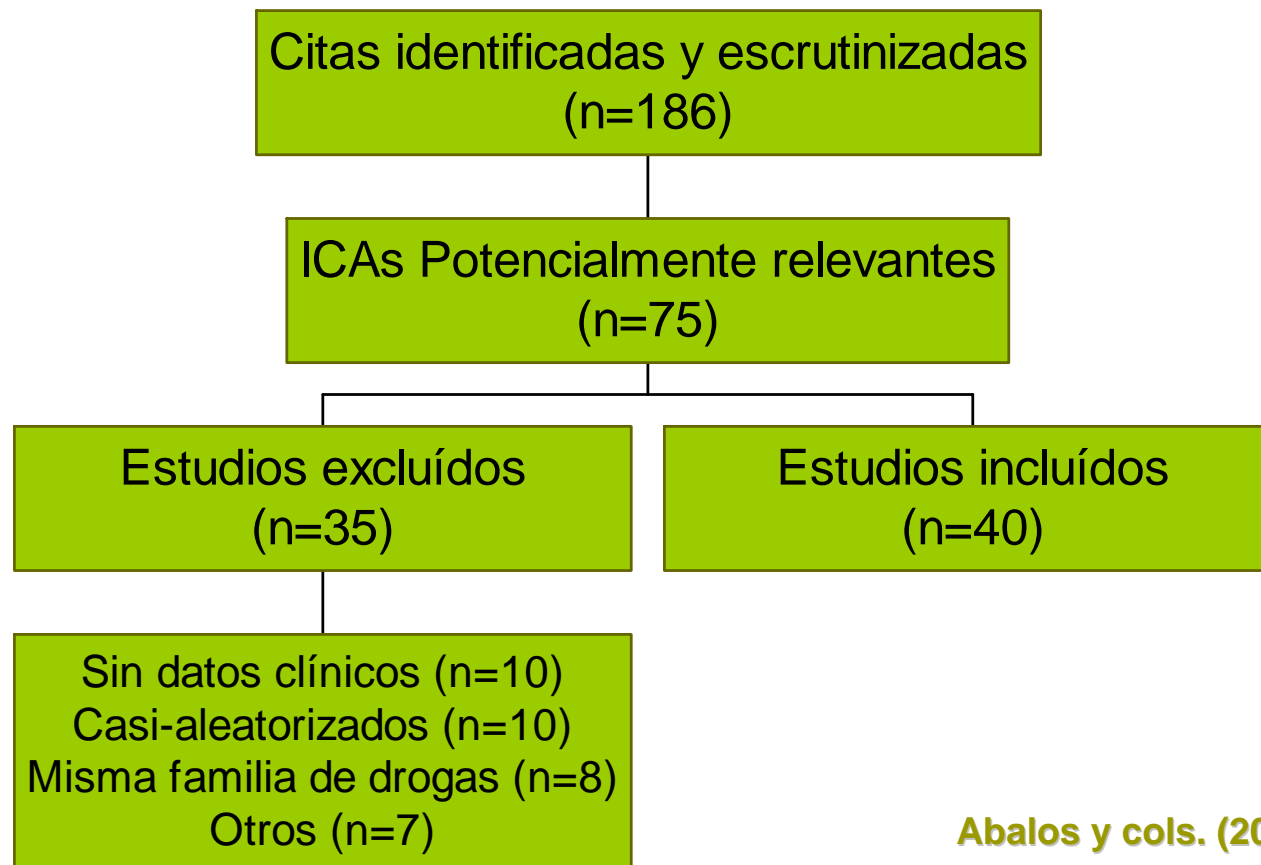 Citas identificadas y escrutinizadas
(n=186)
ICAs Potencialmente relevantes
(n=75)
Estudios excluídos
(n=35)
Estudios incluídos
(n=40)
Sin datos clínicos (n=10)
Casi-aleatorizados (n=10)
Misma familia de drogas (n=8)
Otros (n=7)
Abalos y cols. (20